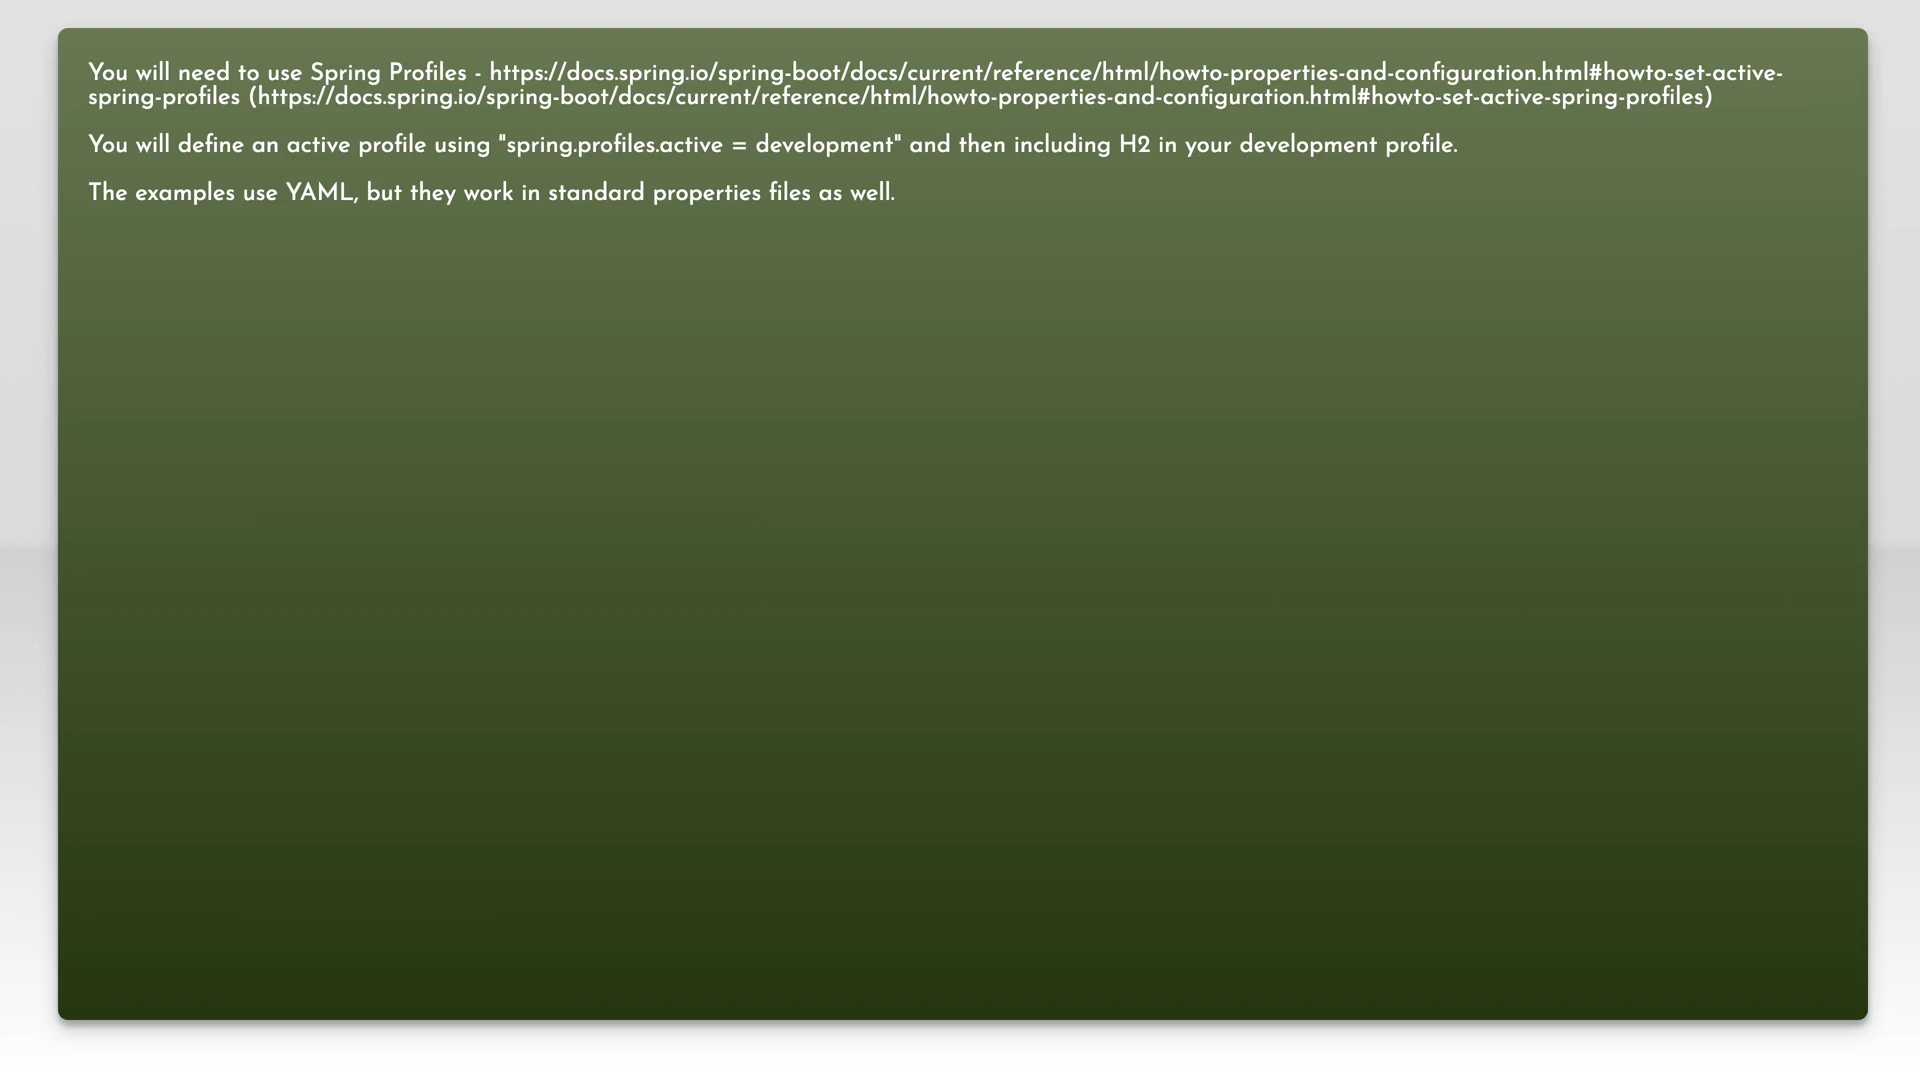 You will need to use Spring Profiles - https://docs.spring.io/spring-boot/docs/current/reference/html/howto-properties-and-configuration.html#howto-set-active-
spring-profiles (https://docs.spring.io/spring-boot/docs/current/reference/html/howto-properties-and-configuration.html#howto-set-active-spring-profiles)
You will define an active profile using "spring.profiles.active = development" and then including H2 in your development profile.
The examples use YAML, but they work in standard properties files as well.